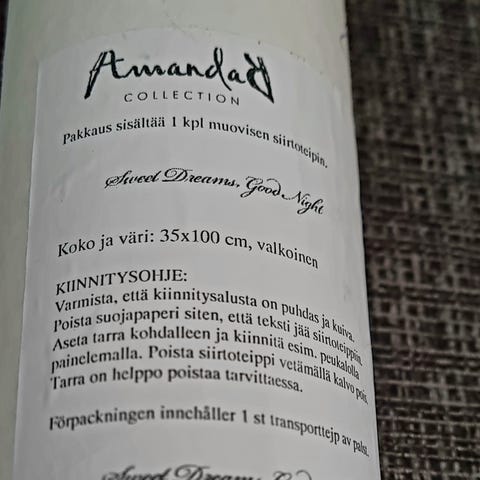 AmandaB
COLLECTION
Pakkaus sisältää 1 kpl muovisen siirtoteipin.
Sweet Dreams, Good Night
Koko ja väri: 35x100 cm, valkoinen
KIINNITYSOHJE:
Varmista, että kiinnitysalusta on puhdas ja kuiva.
Poista suojapaperi siten, että teksti jää siirtoteippiin.
Aseta tarra kohdalleen ja kiinnitä esim. peukalolla
painelemalla. Poista siirtoteippi vetämällä kalvo pois.
Tarra on helppo poistaa tarvittaessa.
Förpackningen innehåller 1 st transporttejp av palst.
Sweet Dreams,